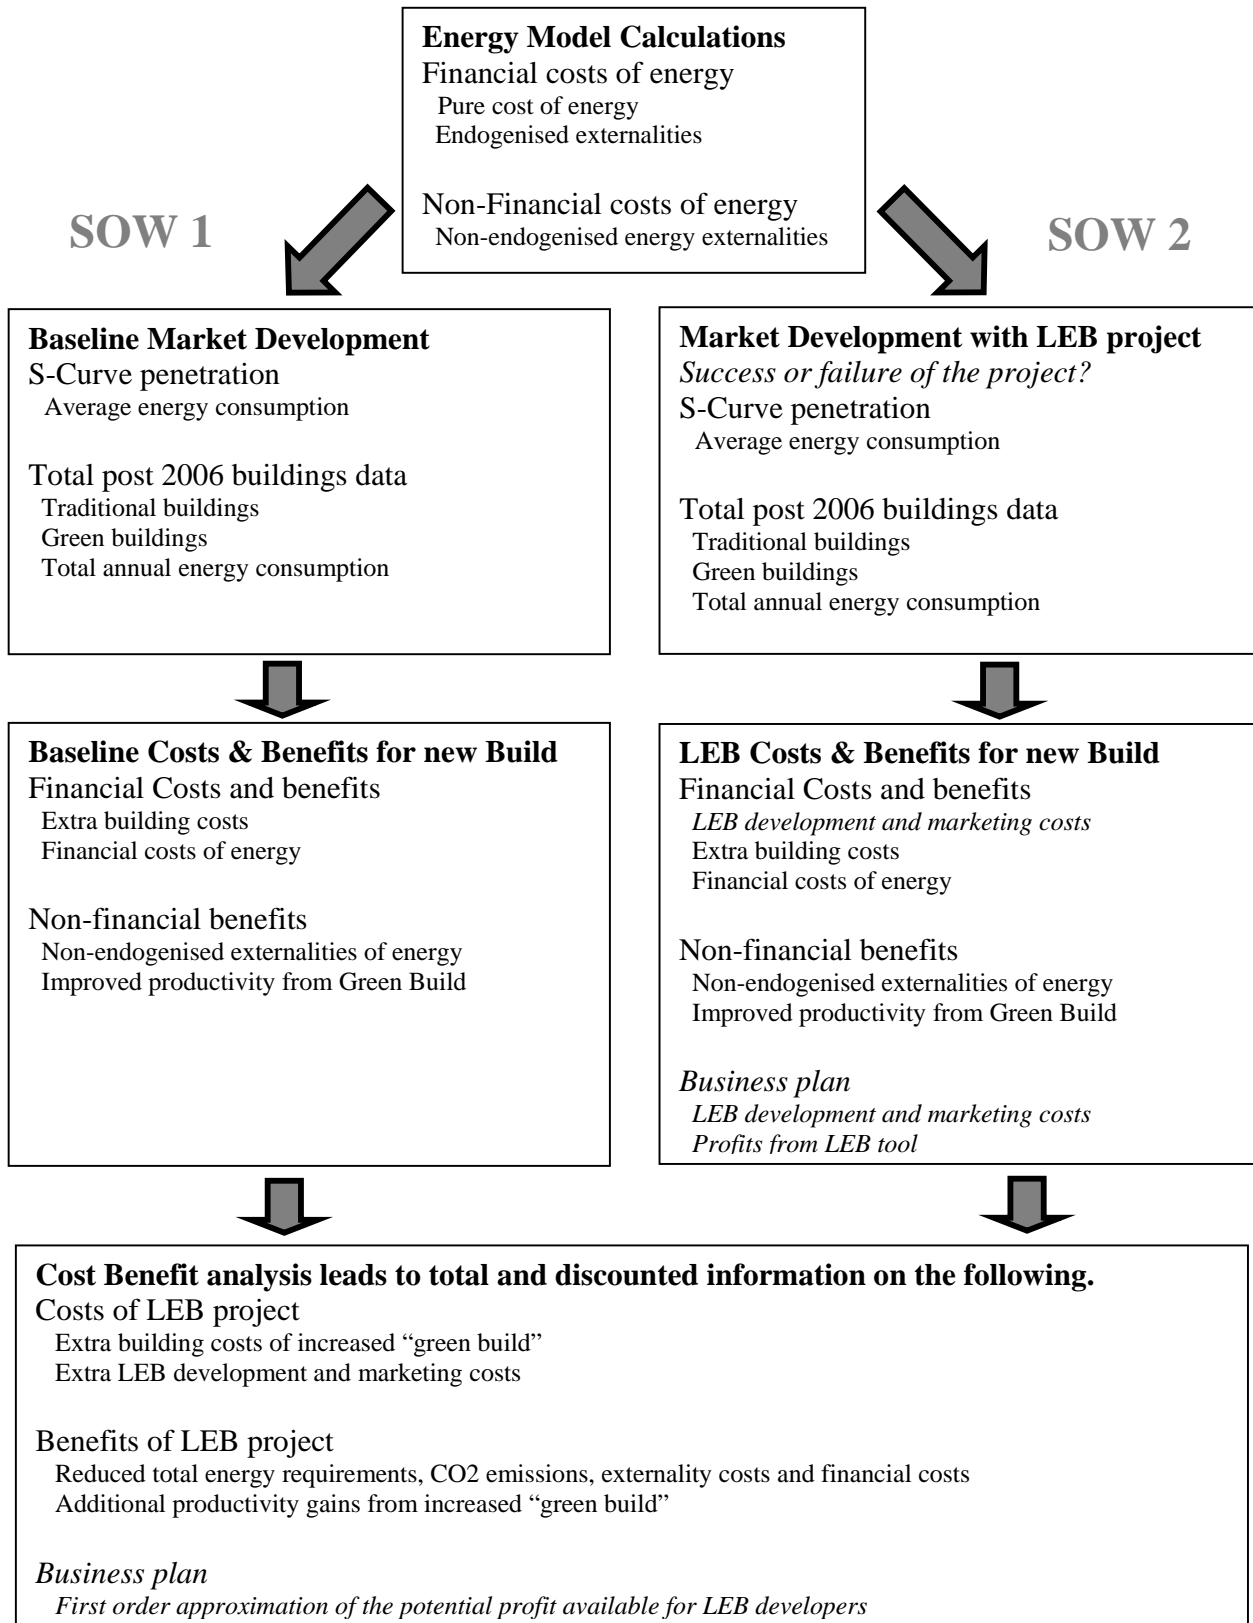 Energy Model Calculations
Financial costs of energy
Pure cost of energy
Endogenised externalities
Non-Financial costs of energy
Non-endogenised energy externalities
SOW 1
SOW 2
Baseline Market Development
S-Curve penetration
Average energy consumption
Total post 2006 buildings data
Traditional buildings
Green buildings
Total annual energy consumption
Market Development with LEB project
Success or failure of the project?
S-Curve penetration
Average energy consumption
Total post 2006 buildings data
Traditional buildings
Green buildings
Total annual energy consumption
Baseline Costs & Benefits for new Build
Financial Costs and benefits
Extra building costs
Financial costs of energy
Non-financial benefits
Non-endogenised externalities of energy
Improved productivity from Green Build
LEB Costs & Benefits for new Build
Financial Costs and benefits
LEB development and marketing costs
Extra building costs
Financial costs of energy
Non-financial benefits
Non-endogenised externalities of energy
Improved productivity from Green Build
Business plan
LEB development and marketing costs
Profits from LEB tool
Cost Benefit analysis leads to total and discounted information on the following.
Costs of LEB project
Extra building costs of increased “green build”
Extra LEB development and marketing costs
Benefits of LEB project
Reduced total energy requirements, CO2 emissions, externality costs and financial costs
Additional productivity gains from increased “green build”
Business plan
First order approximation of the potential profit available for LEB developers